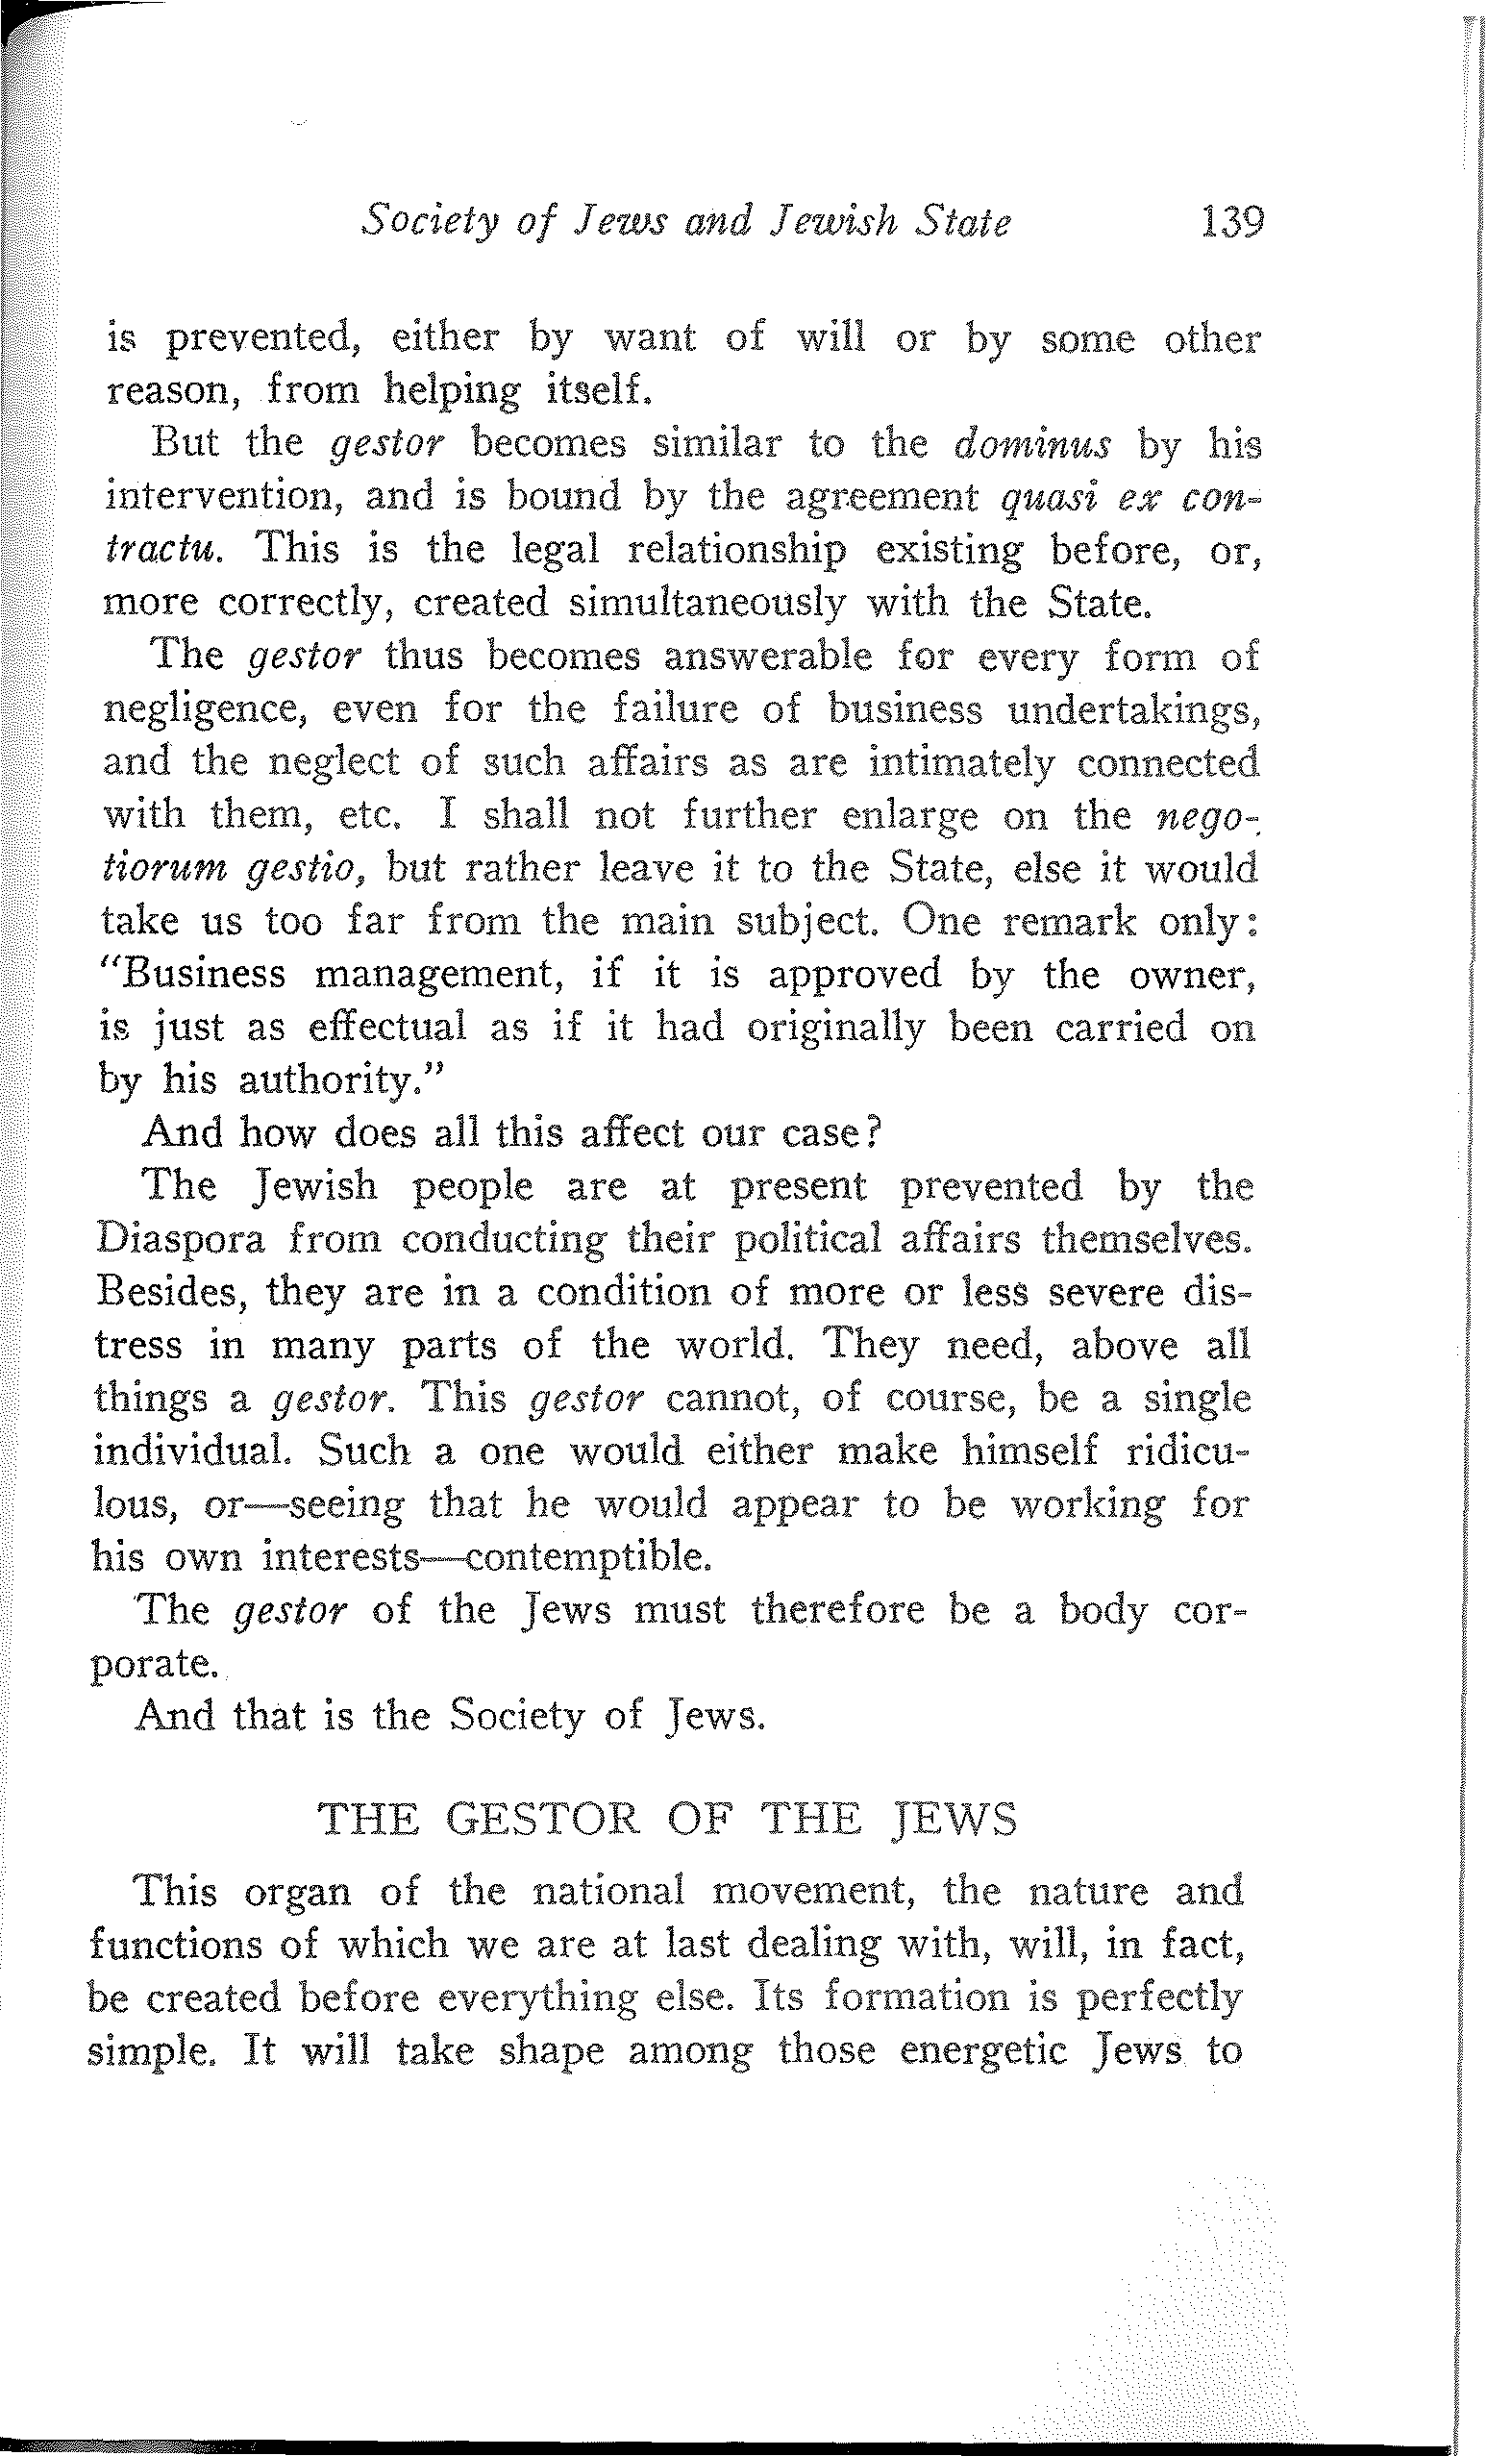 Society of Jews and Jewish State 139
is prevented, either by want of will or by some other
reason, from helping itself.
But the gestor becomes similar to the dominus by his
intervention, and is bound by the agreement quasi ex con-
tractu. This is the legal relationship existing before, or,
more correctly, created simultaneously with the State.
The gestor thus becomes answerable for every form of
negligence, even for the failure of business undertakings,
and the neglect of such affairs as are intimately connected
with them, etc. I shall not further enlarge on the nego-
tiorum gestio, but rather leave it to the State, else it would
take us too far from the main subject. One remark only:
"Business management, if it is approved by the owner,
is just as effectual as if it had originally been carried on
by his authority."
And how does all this affect our case?
The Jewish people are at present prevented by the
Diaspora from conducting their political affairs themselves.
Besides, they are in a condition of more or less severe dis-
tress in many parts of the world. They need, above all
things a gestor. This gestor cannot, of course, be a single
individual. Such a one would either make himself ridicu-
lous, or—seeing that he would appear to be working for
his own interests—contemptible.
The gestor of the Jews must therefore be a body cor-
porate.
And that is the Society of Jews.
THE GESTOR OF THE JEWS
This organ of the national movement, the nature and
functions of which we are at last dealing with, will, in fact,
be created before everything else. Its formation is perfectly
simple. It will take shape among those energetic Jews to